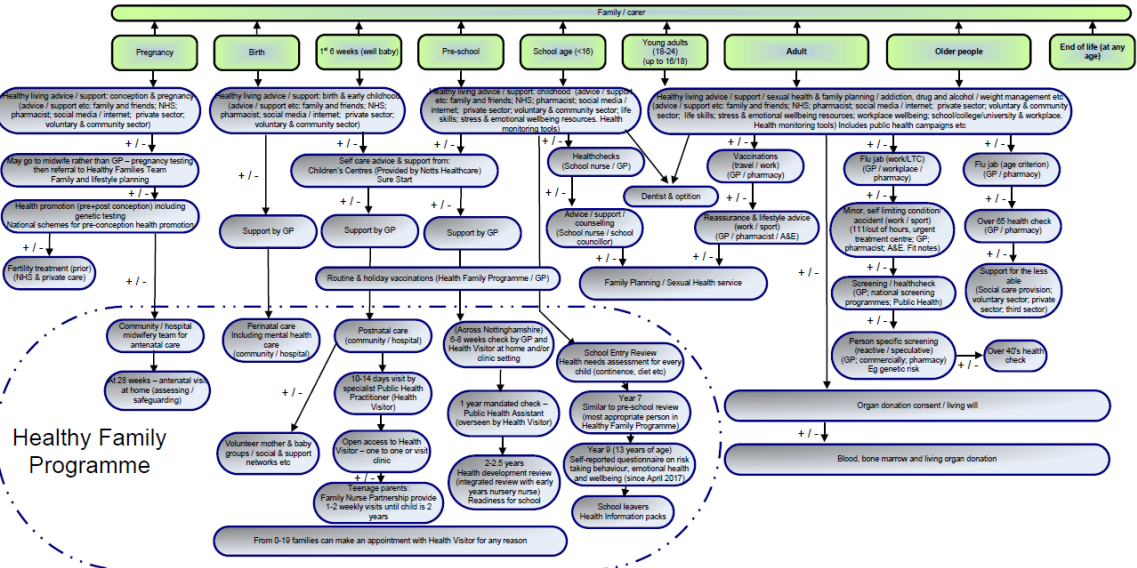 Family / carer
Pregnancy
Birth
1st 6 weeks (well baby)
Pre-school
School age (<16)
Young adults
(18-24)
(up to 16/18)
Adult
Older people
End of life (at any
age)
Healthy living advice / support: conception & pregnancy
(advice / support etc: family and friends; NHS;
pharmacist; social media / internet; private sector;
voluntary & community sector)
Healthy living advice / support: birth & early childhood
(advice / support etc: family and friends; NHS;
pharmacist; social media / internet; private sector;
voluntary & community sector)
Healthy living advice / support: childhood (advice / support
etc: family and friends; NHS; pharmacist; social media /
internet; private sector; voluntary & community sector; life
skills; stress & emotional wellbeing resources. Health
monitoring tools)
Healthy living advice / support / sexual health & family planning / addiction, drug and alcohol / weight management etc
(advice / support etc: family and friends; NHS; pharmacist; social media / internet; private sector; voluntary & community
sector; life skills; stress & emotional wellbeing resources; workplace wellbeing; school/college/university & workplace.
Health monitoring tools) Includes public health campaigns etc
+ / -
+ / -
+ / -
+ / -
+ / -
+ / -
+ / -
May go to midwife rather than GP – pregnancy testing
then referral to Healthy Families Team
Family and lifestyle planning
Self care advice & support from:
Children's Centres (Provided by Notts Healthcare)
Sure Start
Healthchecks
(School nurse / GP)
Vaccinations
(travel / work)
(GP / pharmacy)
Flu jab (work/LTC)
(GP / workplace /
pharmacy)
Flu jab (age criterion)
(GP / pharmacy)
+ / -
+ / -
+ / -
+ / -
+ / -
+ / -
+ / -
+ / -
Dentist & optition
Health promotion (pre+post conception) including
genetic testing
National schemes for pre-conception health promotion
Support by GP
Support by GP
Support by GP
Advice / support /
counselling
(School nurse / school
councillor)
Reassurance & lifestyle advice
(work / sport)
(GP / pharmacist / A&E)
Minor, self limiting condition/
accident (work / sport)
(111/out of hours, urgent
treatment centre; GP;
pharmacist; A&E. Fit notes)
Over 65 health check
(GP / pharmacy)
+ / -
+ / -
+ / -
+ / -
+ / -
+ / -
Fertility treatment (prior)
(NHS & private care)
Routine & holiday vaccinations (Health Family Programme / GP)
Family Planning / Sexual Health service
Screening / healthcheck
(GP; national screening
programmes; Public Health)
Support for the less
able
(Social care provision;
voluntary sector; private
sector; third sector)
+ / -
Community / hospital
midwifery team for
antenatal care
Perinatal care
Including mental health
care
(community / hospital)
Postnatal care
(community / hospital)
(Across Nottinghamshire)
6-8 weeks check by GP and
Health Visitor at home and/or
clinic setting
School Entry Review
Health needs assessment for every
child (continence, diet etc)
Person specific screening
(reactive / speculative)
(GP; commercially; pharmacy)
Eg genetic risk
Over 40's health
check
+ / -
At 28 weeks – antenatal visit
at home (assessing /
safeguarding)
+ / -
10-14 days visit by
specialist Public Health
Practitioner (Health
Visitor)
1 year mandated check –
Public Health Assistant
(overseen by Health Visitor)
Year 7
Similar to pre-school review
(most appropriate person in
Healthy Family Programme)
Organ donation consent / living will
+ / -
Healthy Family
Programme
Volunteer mother & baby
groups / social & support
networks etc
Open access to Health
Visitor – one to one or visit
clinic
2-2.5 years
Health development review
(integrated review with early
years nursery nurse)
Readiness for school
Year 9 (13 years of age)
Self-reported questionnaire on risk
taking behaviour, emotional health
and wellbeing (since April 2017)
Blood, bone marrow and living organ donation
+ / -
Teenage parents:
Family Nurse Partnership provide
1-2 weekly visits until child is 2
years
School leavers
Health Information packs
From 0-19 families can make an appointment with Health Visitor for any reason